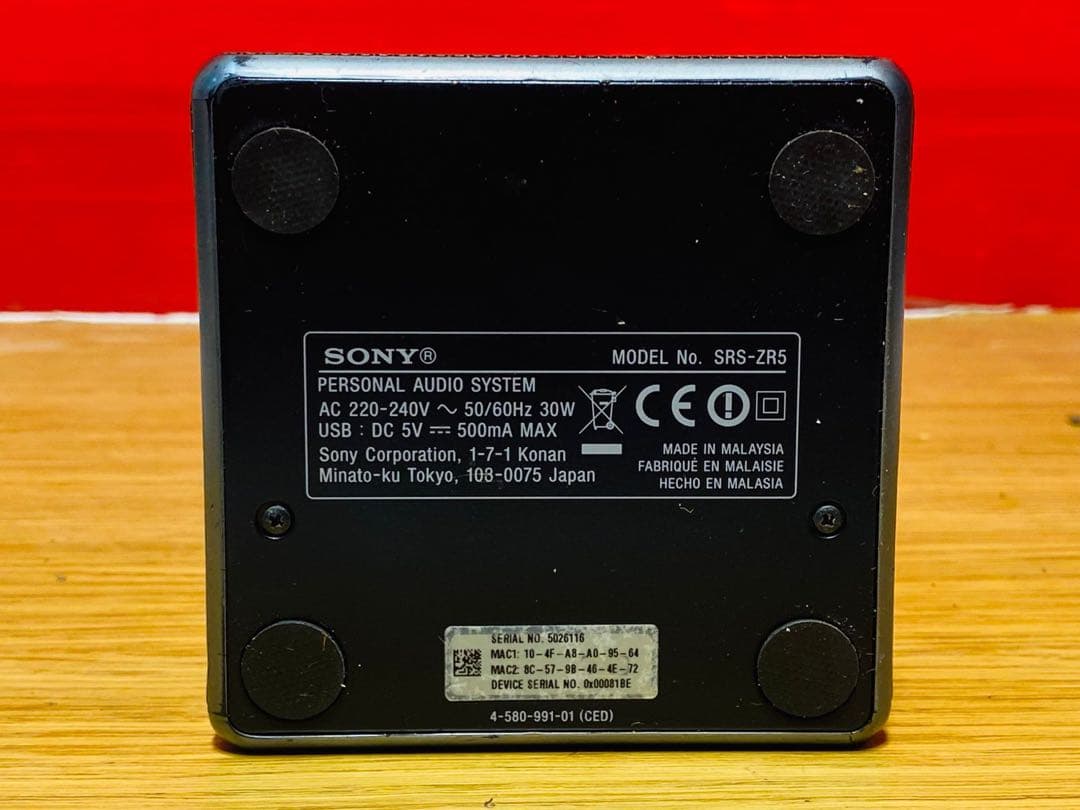 SONY® MODEL No. SRS-ZR5
PERSONAL AUDIO SYSTEM
AC 220-240V ~ 50/60Hz 30W
USB : DC 5V ⎓ 500mA MAX
Sony Corporation, 1-7-1 Konan
Minato-ku Tokyo, 108-0075 Japan
CE
MADE IN MALAYSIA
FABRIQUÉ EN MALAISIE
HECHO EN MALASIA
SERIAL NO. 5026116
MAC1: 10-4F-A8-A0-95-64
MAC2: 8C-57-9B-46-4E-72
DEVICE SERIAL NO. 0x00081BE
4-580-991-01 (CED)